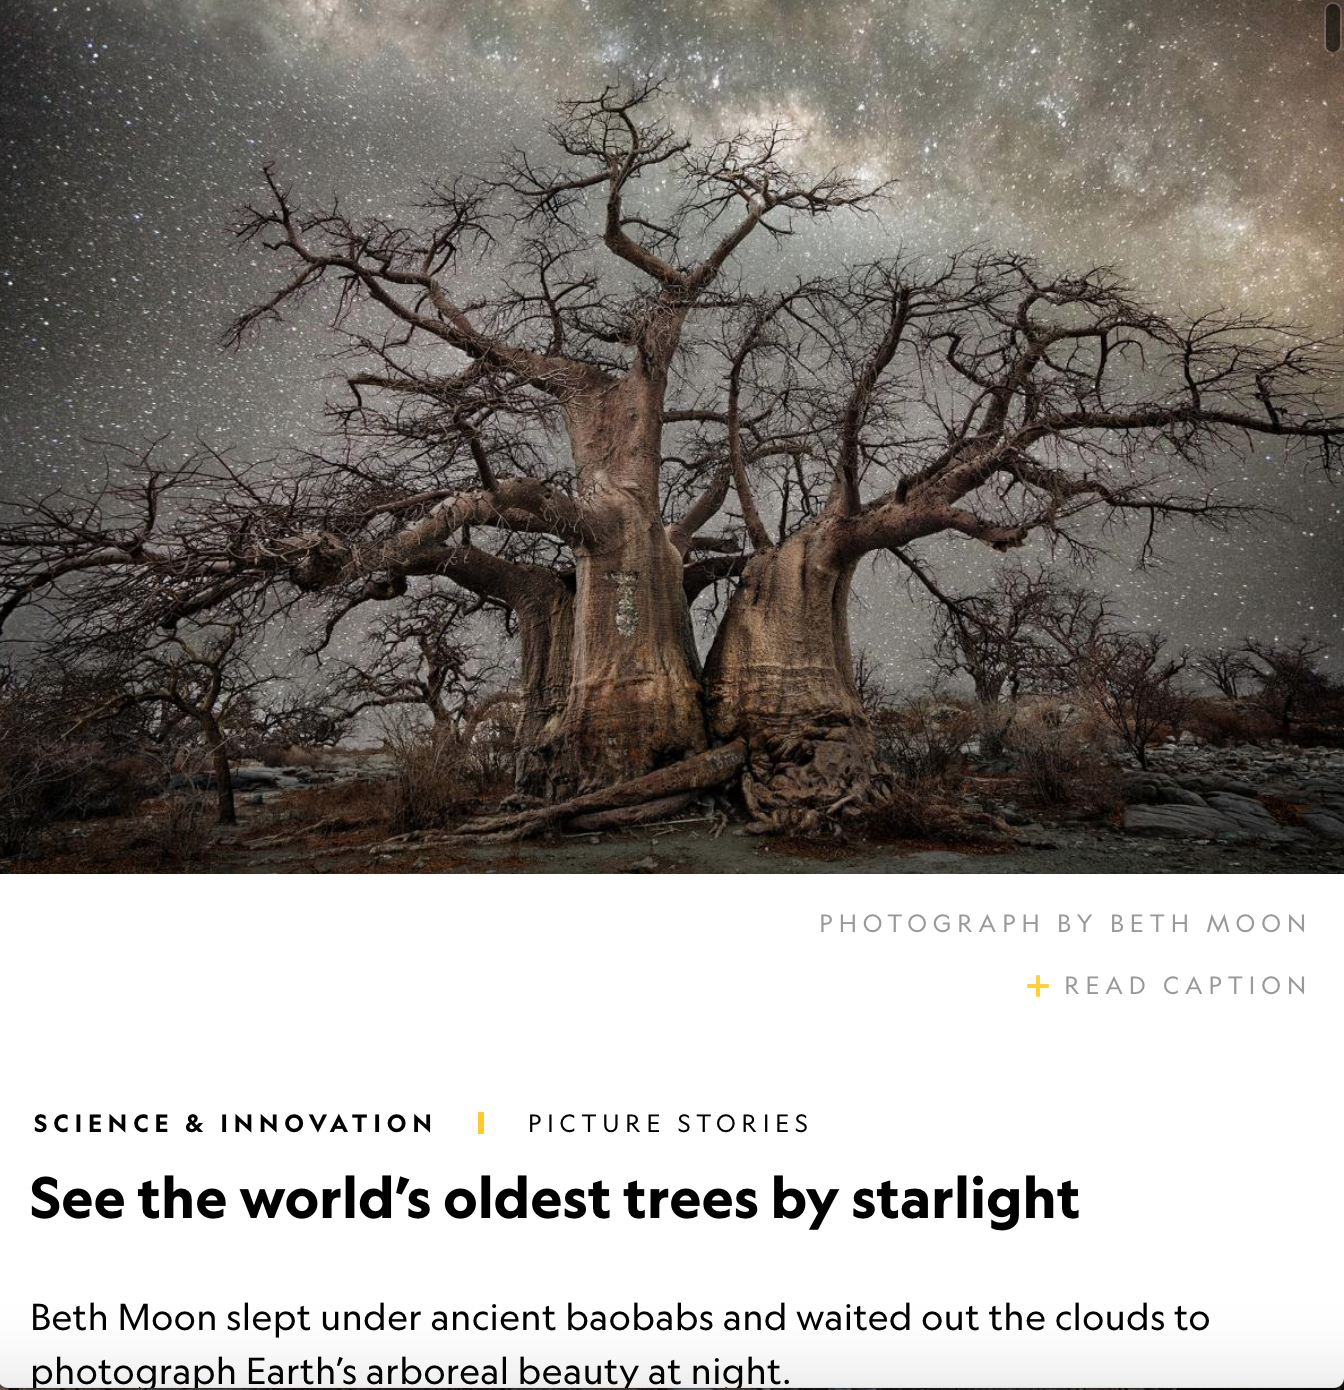 PHOTOGRAPH BY BETH MOON
+ READ CAPTION
SCIENCE & INNOVATION | PICTURE STORIES
See the world’s oldest trees by starlight
Beth Moon slept under ancient baobabs and waited out the clouds to
photograph Earth’s arboreal beauty at night.